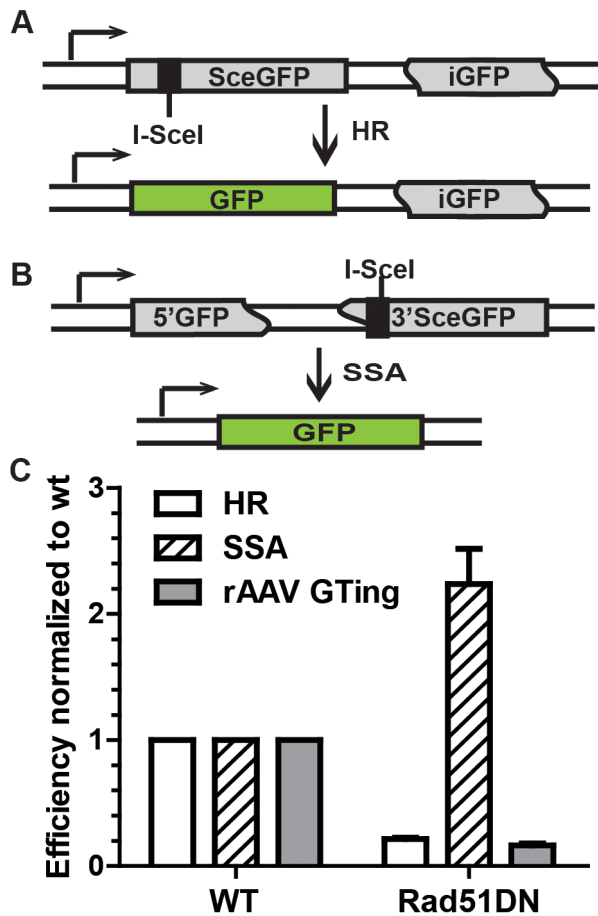 A
SceGFP
iGFP
I-SceI
HR
GFP
iGFP
B
I-SceI
5'GFP
3'SceGFP
SSA
GFP
C
Efficiency normalized to wt
3
2
1
0
HR
SSA
rAAV GTing
WT
Rad51DN